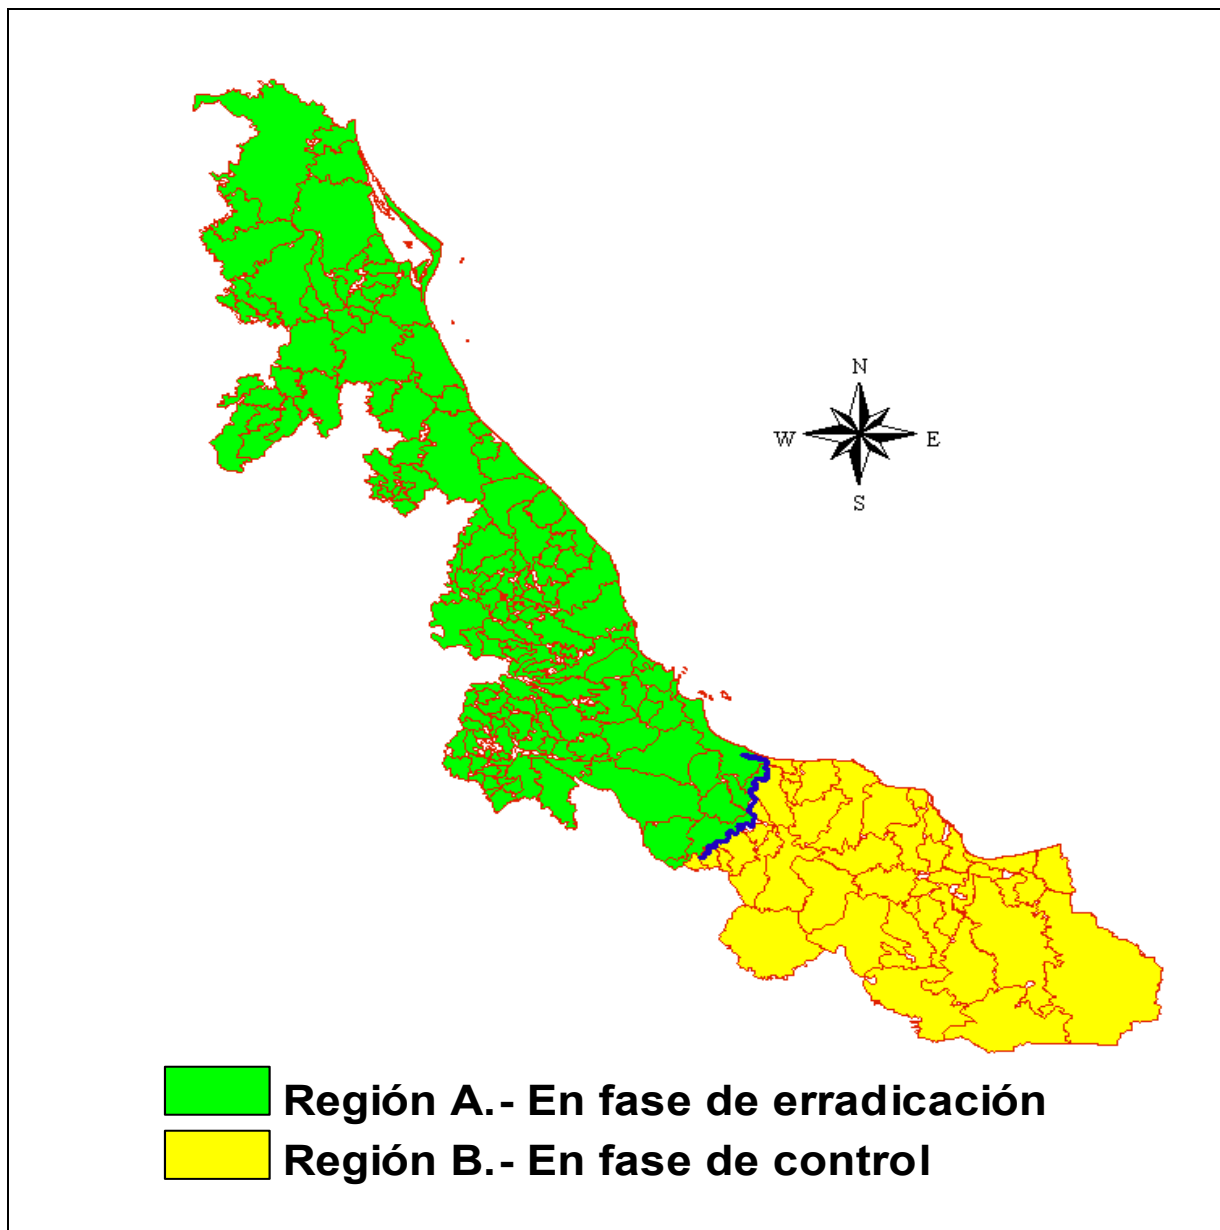 N
W E
S
Región A.- En fase de erradicación
Región B.- En fase de control